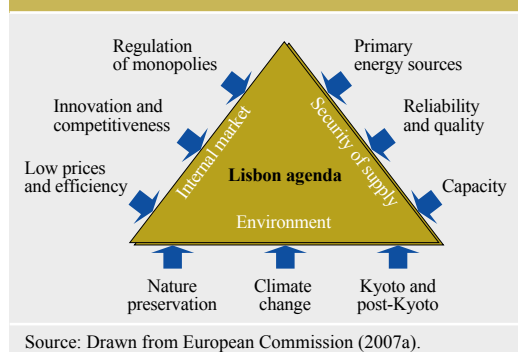 Regulation
of monopolies
Primary
energy sources
Innovation and
competitiveness
Reliability
and quality
Low prices
and efficiency
Capacity
Internal market
Security of supply
Lisbon agenda
Environment
Nature
preservation
Climate
change
Kyoto and
post-Kyoto
Source: Drawn from European Commission (2007a).